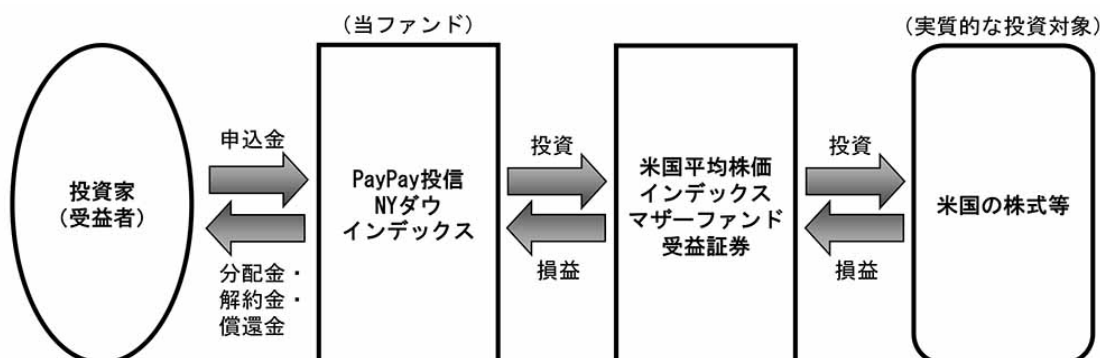 (当ファンド)
(実質的な投資対象)
投資家
(受益者)
申込金
分配金・
解約金・
償還金
PayPay投信
NYダウ
インデックス
投資
損益
米国平均株価
インデックス
マザーファンド
受益証券
投資
損益
米国の株式等